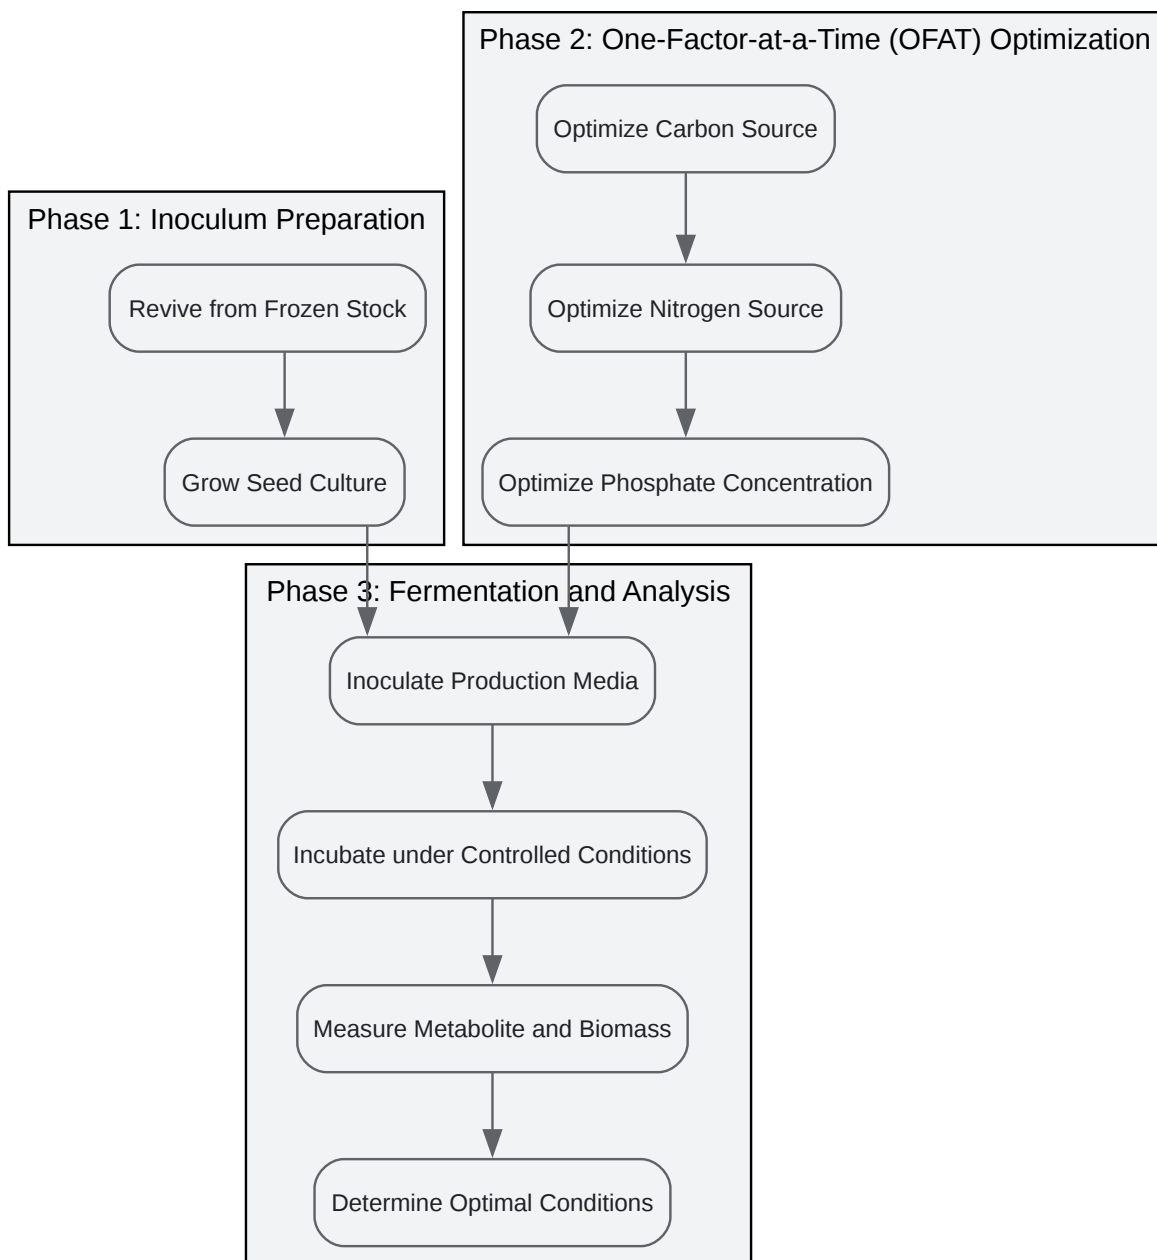 Phase 2: One-Factor-at-a-Time (OFAT) Optimization
Optimize Carbon Source
Optimize Nitrogen Source
Optimize Phosphate Concentration
Phase 1: Inoculum Preparation
Revive from Frozen Stock
Grow Seed Culture
Phase 3: Fermentation and Analysis
Inoculate Production Media
Incubate under Controlled Conditions
Measure Metabolite and Biomass
Determine Optimal Conditions